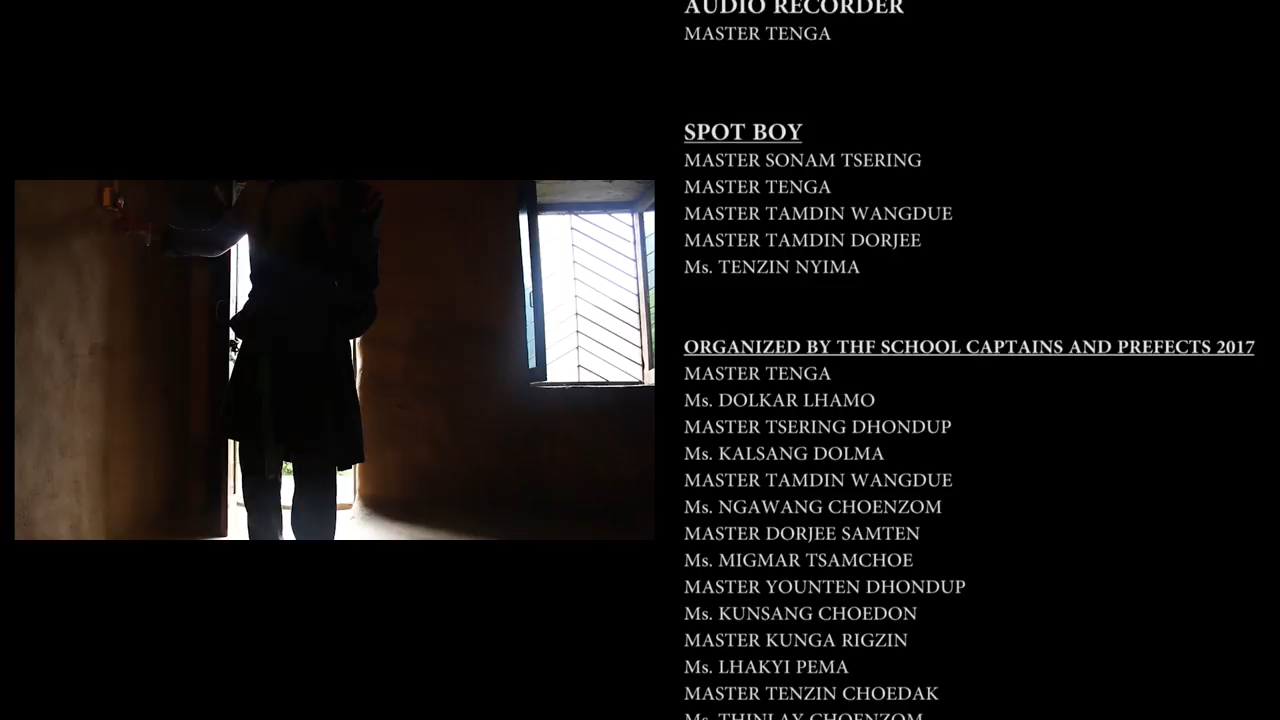 AUDIO RECORDER
MASTER TENGA
SPOT BOY
MASTER SONAM TSERING
MASTER TENGA
MASTER TAMDIN WANGDUE
MASTER TAMDIN DORJEE
Ms. TENZIN NYIMA
ORGANIZED BY THF SCHOOL CAPTAINS AND PREFECTS 2017
MASTER TENGA
Ms. DOLKAR LHAMO
MASTER TSERING DHONDUP
Ms. KALSANG DOLMA
MASTER TAMDIN WANGDUE
Ms. NGAWANG CHOENZOM
MASTER DORJEE SAMTEN
Ms. MIGMAR TSAMCHOE
MASTER YOUNTEN DHONDUP
Ms. KUNSANG CHOEDON
MASTER KUNGA RIGZIN
Ms. LHAKYI PEMA
MASTER TENZIN CHOEDAK
Ms. THINLAY CHOENZOM